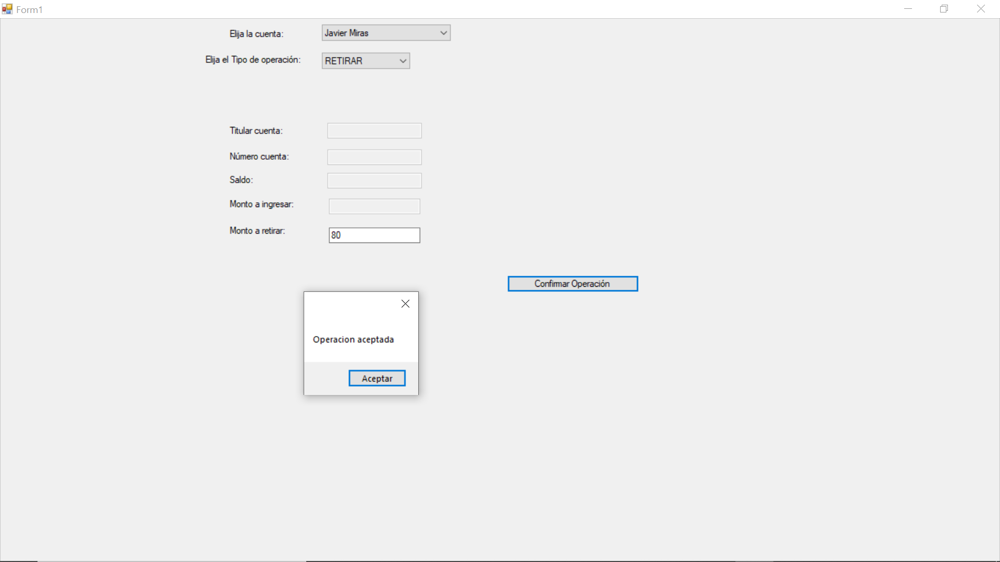 Form1
Elija la cuenta: Javier Miras
Elija el Tipo de operación: RETIRAR
Titular cuenta:
Número cuenta:
Saldo:
Monto a ingresar:
Monto a retirar: 80
Confirmar Operación
Operacion aceptada
Aceptar